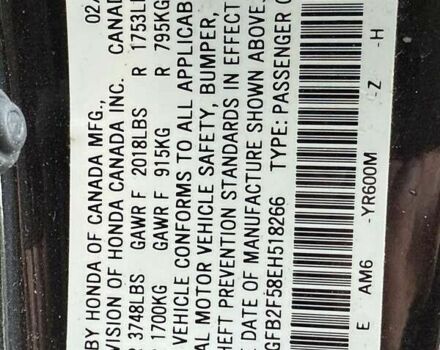 BY HONDA OF CANADA MFG., 02
VISION OF HONDA CANADA INC. CANAD
3748LBS GAWR F 2018LBS R 1753L
1700KG GAWR F 915KG R 795KG
VEHICLE CONFORMS TO ALL APPLICAB
AL MOTOR VEHICLE SAFETY, BUMPER,
HEFT PREVENTION STANDARDS IN EFFECT
E DATE OF MANUFACTURE SHOWN ABOVE.
GFB2F58EH518266 TYPE: PASSENGER C
E AM6 -YR600M -Z -H